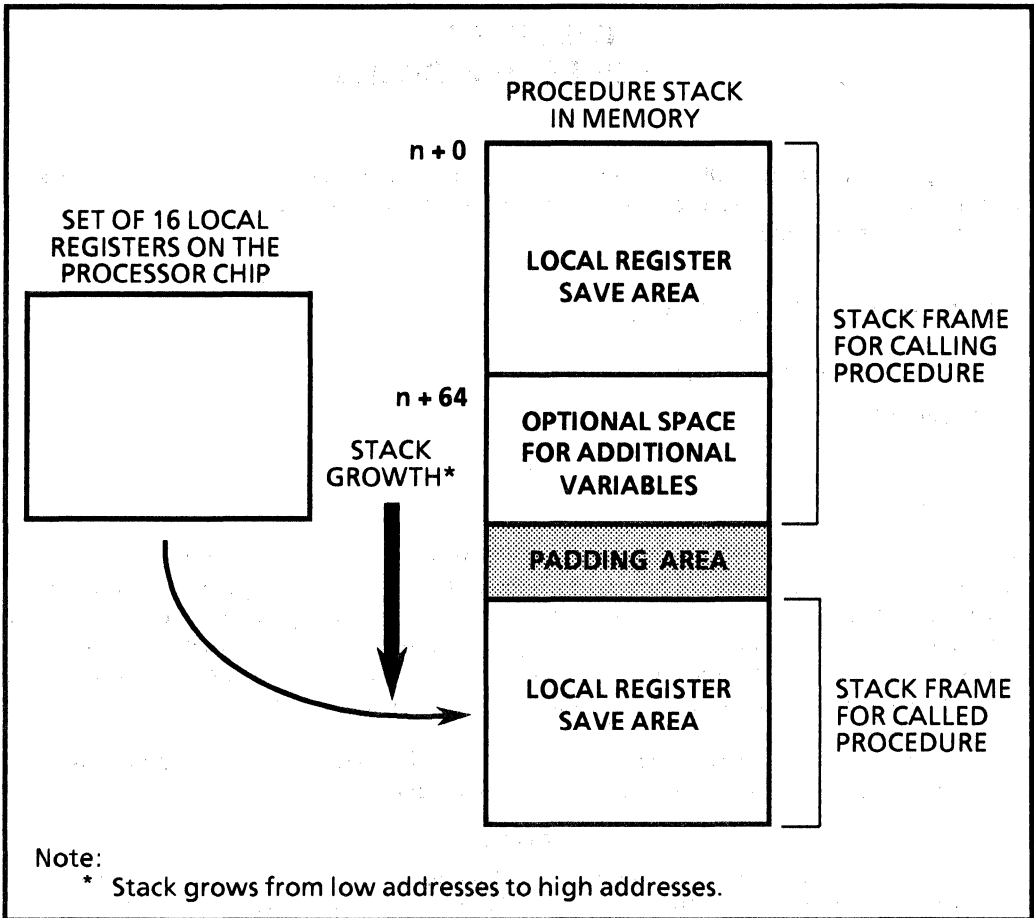 PROCEDURE STACK
IN MEMORY
n + 0
SET OF 16 LOCAL
REGISTERS ON THE
PROCESSOR CHIP
LOCAL REGISTER
SAVE AREA
STACK FRAME
FOR CALLING
PROCEDURE
n + 64
OPTIONAL SPACE
FOR ADDITIONAL
VARIABLES
STACK
GROWTH*
PADDING AREA
LOCAL REGISTER
SAVE AREA
STACK FRAME
FOR CALLED
PROCEDURE
Note:
* Stack grows from low addresses to high addresses.